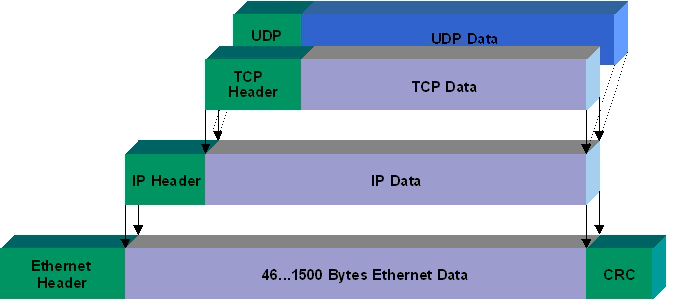 UDP
UDP Data
TCP
Header
TCP Data
IP Header
IP Data
Ethernet
Header
46...1500 Bytes Ethernet Data
CRC